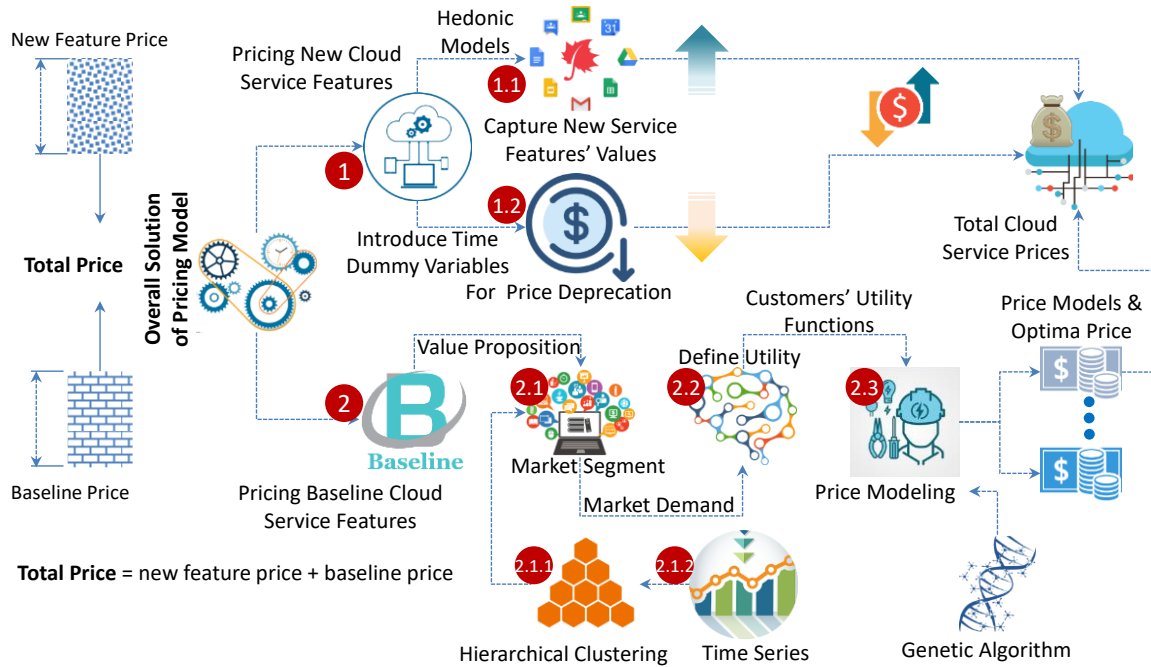 New Feature Price
Total Price
Baseline Price
Total Price = new feature price + baseline price
Overall Solution
of Pricing Model
Pricing New Cloud
Service Features
1
Hedonic
Models
1.1
31
Capture New Service
Features' Values
1.2
$
Introduce Time
Dummy Variables
For Price Deprecation
$
$
Total Cloud
Service Prices
2
B
Baseline
Pricing Baseline Cloud
Service Features
Value Proposition
2.1
Market Segment
Market Demand
2.1.1
Hierarchical Clustering
2.1.2
Time Series
Define Utility
2.2
Customers' Utility
Functions
2.3
Price Modeling
Genetic Algorithm
Price Models &
Optima Price
$
$